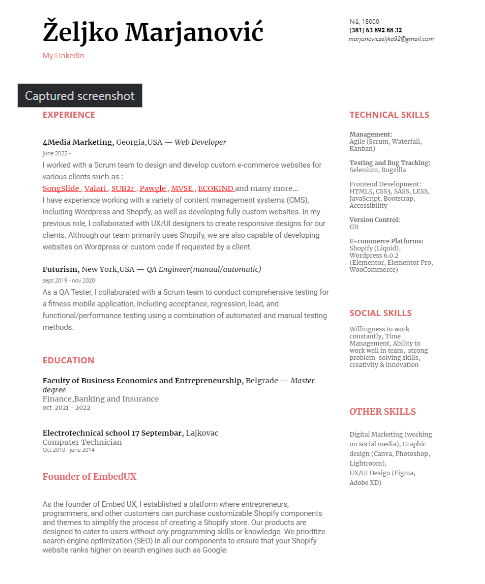 Željko Marjanović
My Linkedin
Niš, 18000
(381) 63 892 88 32
marjanoviczeljko92@gmail.com
Captured screenshot
EXPERIENCE
4Media Marketing, Georgia,USA — Web Developer
june 2022 -
I worked with a Scrum team to design and develop custom e-commerce websites for
various clients such as :
SongSlide , Valari , SUB2r , Pawgle , MVSE , ECOKIND and many more...
I have experience working with a variety of content management systems (CMS),
including Wordpress and Shopify, as well as developing fully custom websites. In my
previous role, I collaborated with UX/UI designers to create responsive designs for our
clients. Although our team primarily uses Shopify, we are also capable of developing
websites on Wordpress or custom code if requested by a client.
Futurism, New York,USA — QA Engineer(manual/automatic)
sept 2019 - nov 2020
As a QA Tester, I collaborated with a Scrum team to conduct comprehensive testing for
a fitness mobile application, including acceptance, regression, load, and
functional/performance testing using a combination of automated and manual testing
methods.
EDUCATION
Faculty of Business Economics and Entrepreneurship, Belgrade — Master
degree
Finance,Banking and Insurance
oct 2021 - 2022
Electrotechnical school 17 Septembar, Lajkovac
Computer Technician
Oct 2010 - june 2014
Founder of EmbedUX
As the founder of Embed UX, I established a platform where entrepreneurs,
programmers, and other customers can purchase customizable Shopify components
and themes to simplify the process of creating a Shopify store. Our products are
designed to cater to users without any programming skills or knowledge. We prioritize
search engine optimization (SEO) in all our components to ensure that your Shopify
website ranks higher on search engines such as Google.
TECHNICAL SKILLS
Management:
Agile (Scrum, Waterfall,
Kanban)
Testing and Bug Tracking:
Selenium, Bugzilla
Frontend Development:
HTML5, CSS3, SASS, LESS,
JavaScript, Bootstrap,
Accessibility
Version Control:
Git
E-commerce Platforms:
Shopify (Liquid),
Wordpress 6.0.2
(Elementor, Elementor Pro,
WooCommerce)
SOCIAL SKILLS
Willingness to work
constantly, Time
Management, Ability to
work well in team, strong
problem-solving skills,
creativity & innovation
OTHER SKILLS
Digital Marketing (working
on social media), Graphic
design (Canva, Photoshop,
Lightroom),
UX/UI Design (Figma,
Adobe XD)